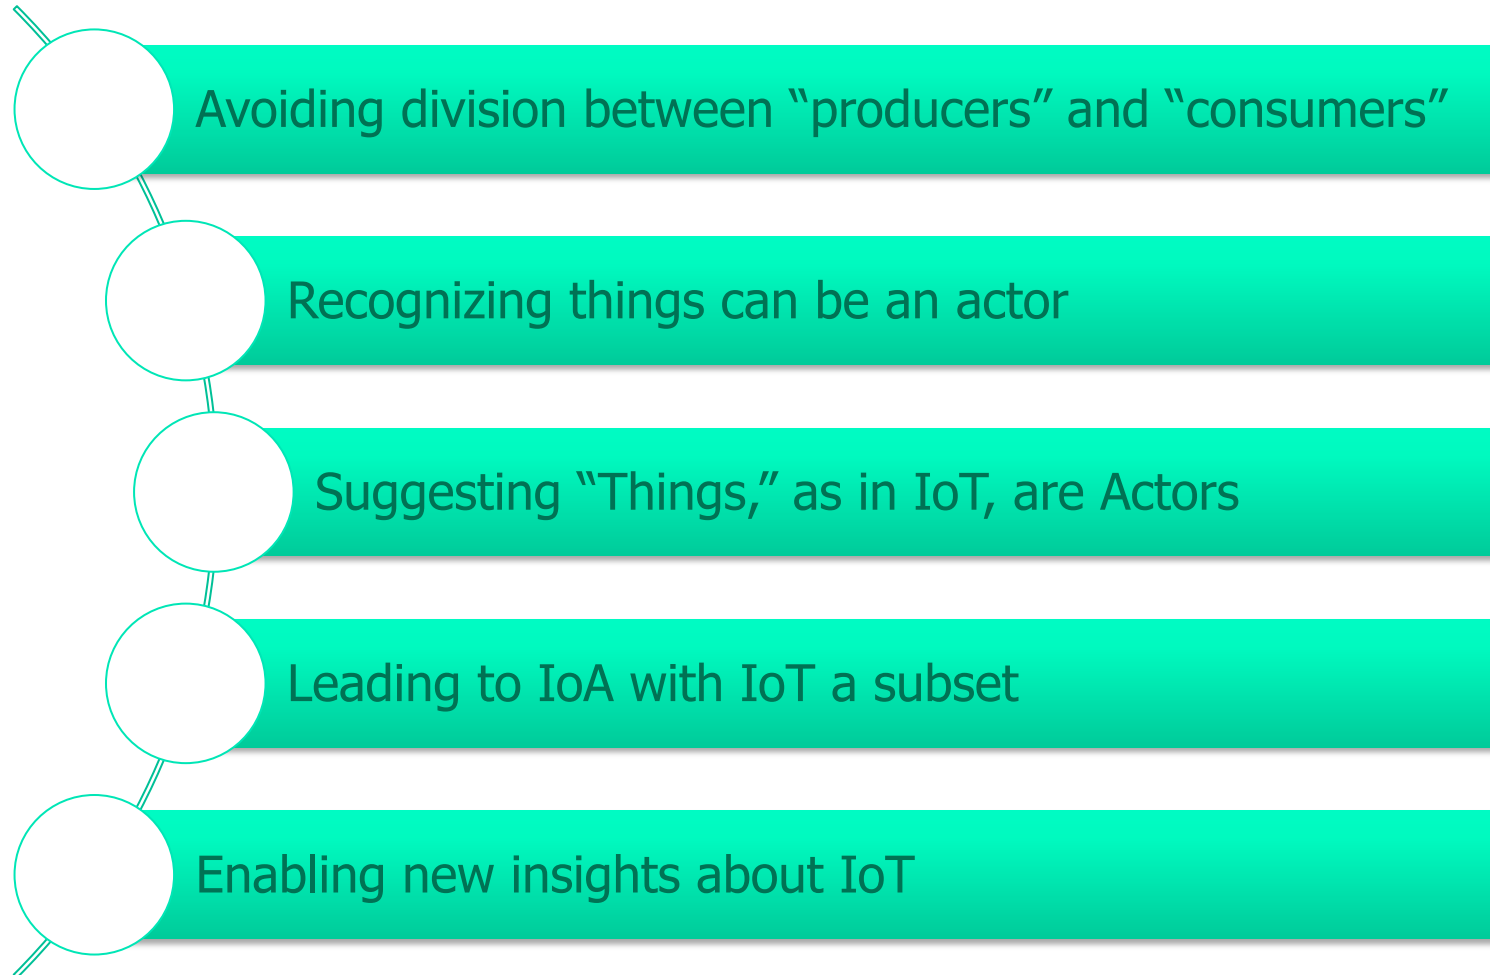 Avoiding division between “producers” and “consumers”
Recognizing things can be an actor
Suggesting “Things,” as in IoT, are Actors
Leading to IoA with IoT a subset
Enabling new insights about IoT